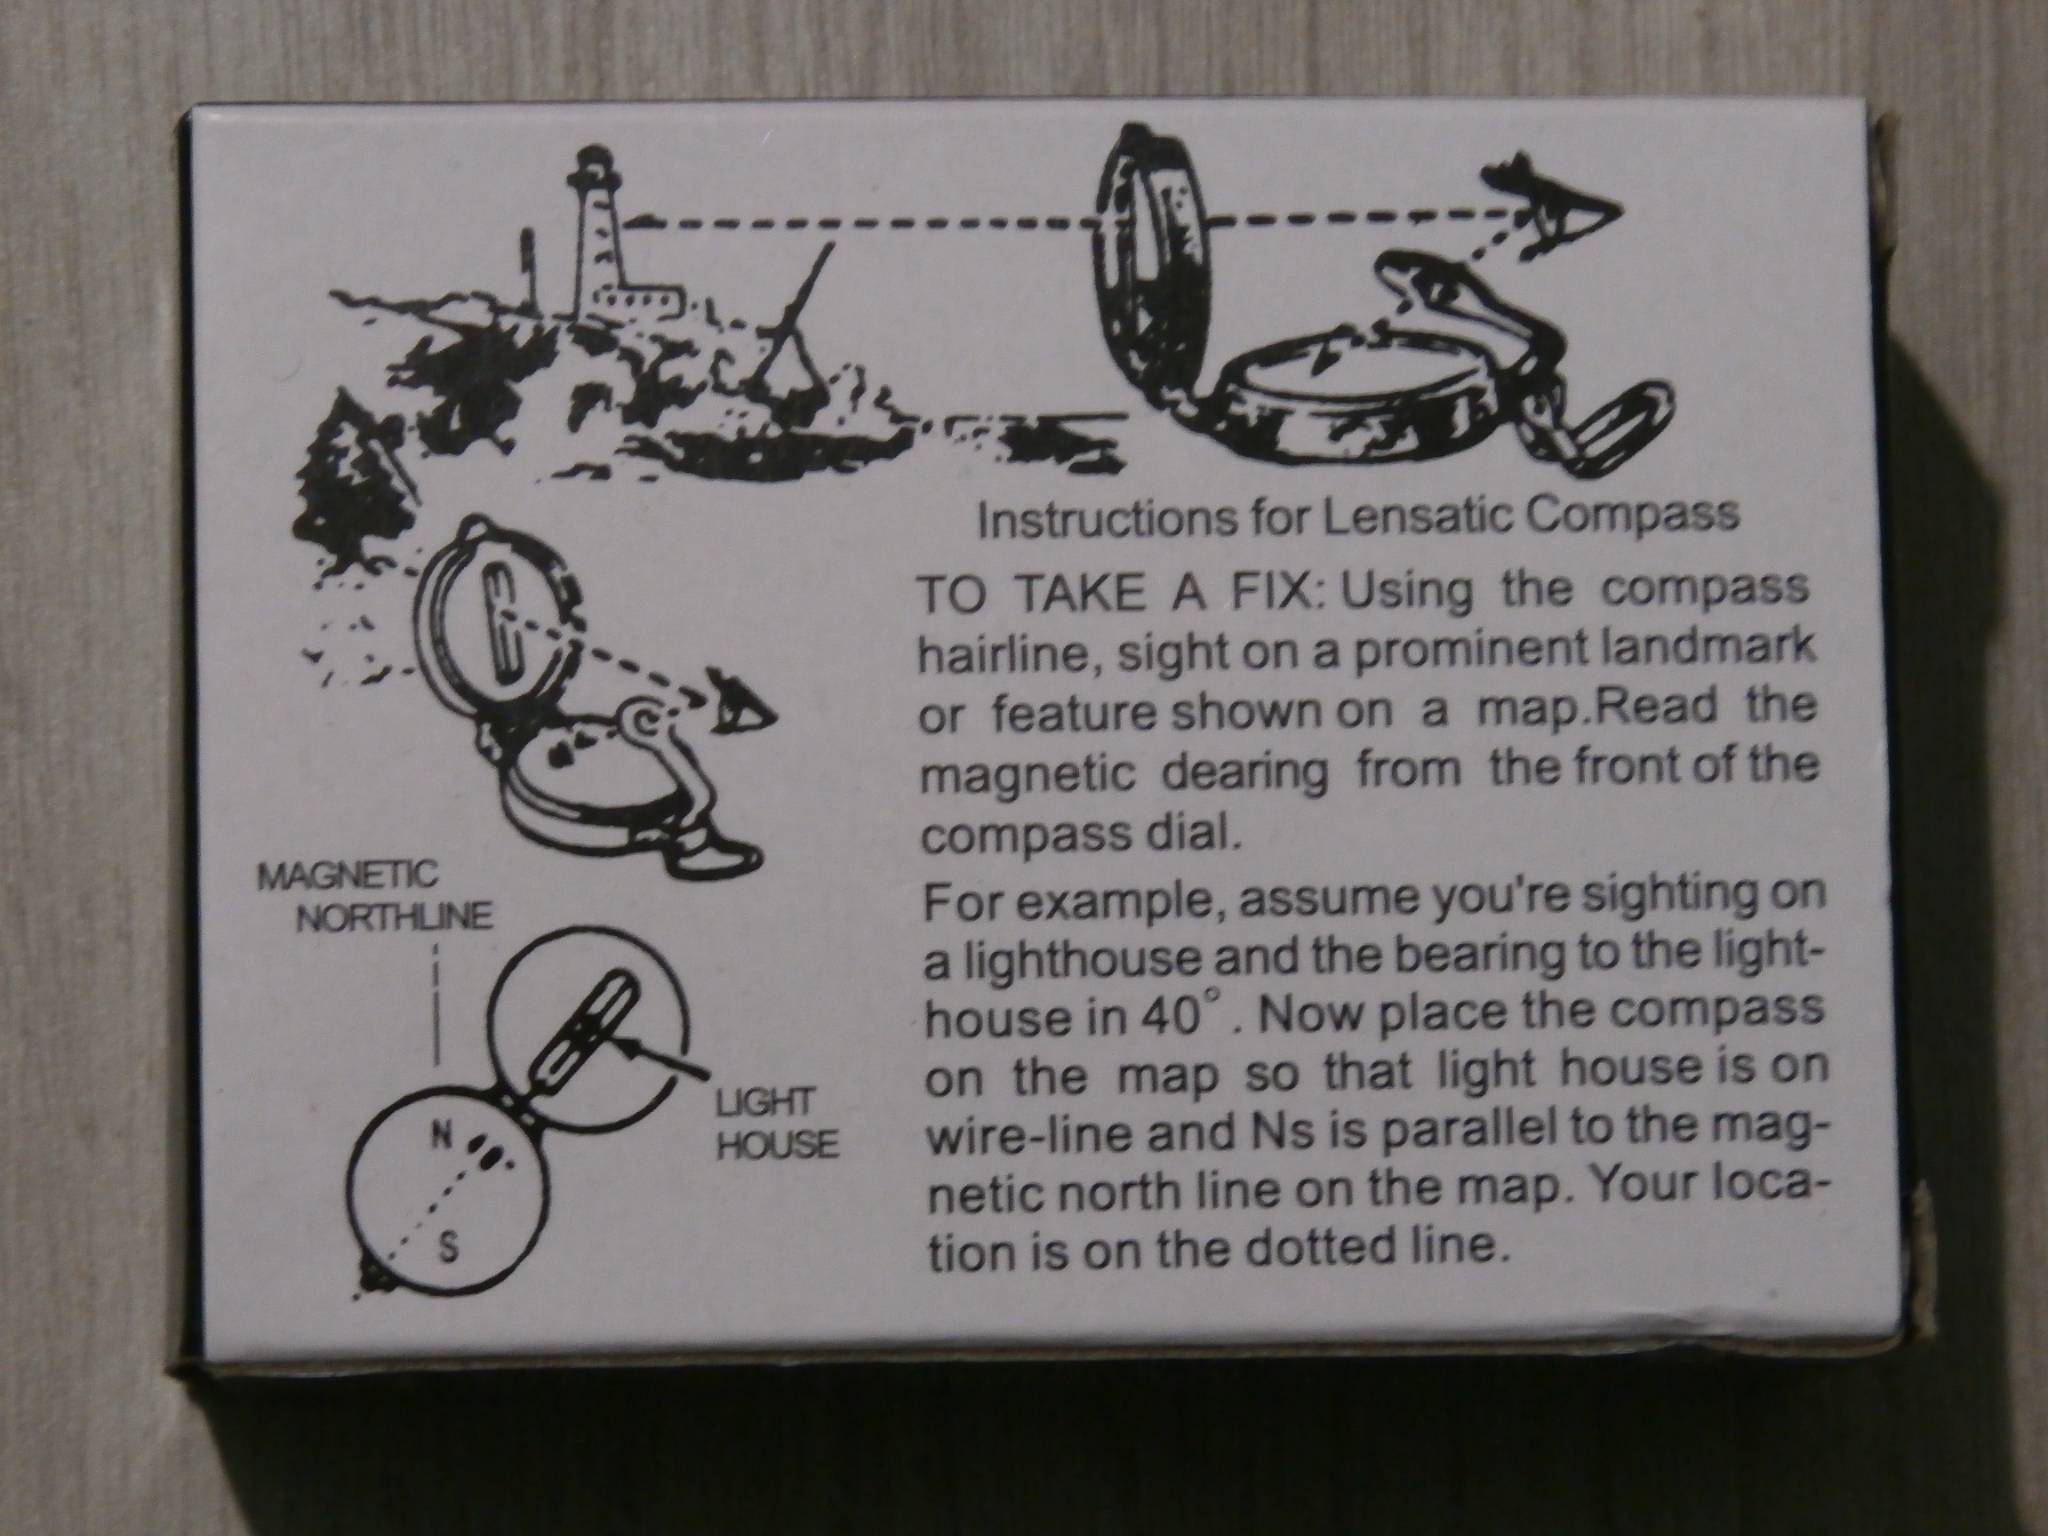 Instructions for Lensatic Compass
TO TAKE A FIX: Using the compass
hairline, sight on a prominent landmark
or feature shown on a map.Read the
magnetic dearing from the front of the
compass dial.
For example, assume you're sighting on
a lighthouse and the bearing to the light-
house in 40°. Now place the compass
on the map so that light house is on
wire-line and Ns is parallel to the mag-
netic north line on the map. Your loca-
tion is on the dotted line.
MAGNETIC
NORTHLINE
N
S
LIGHT
HOUSE